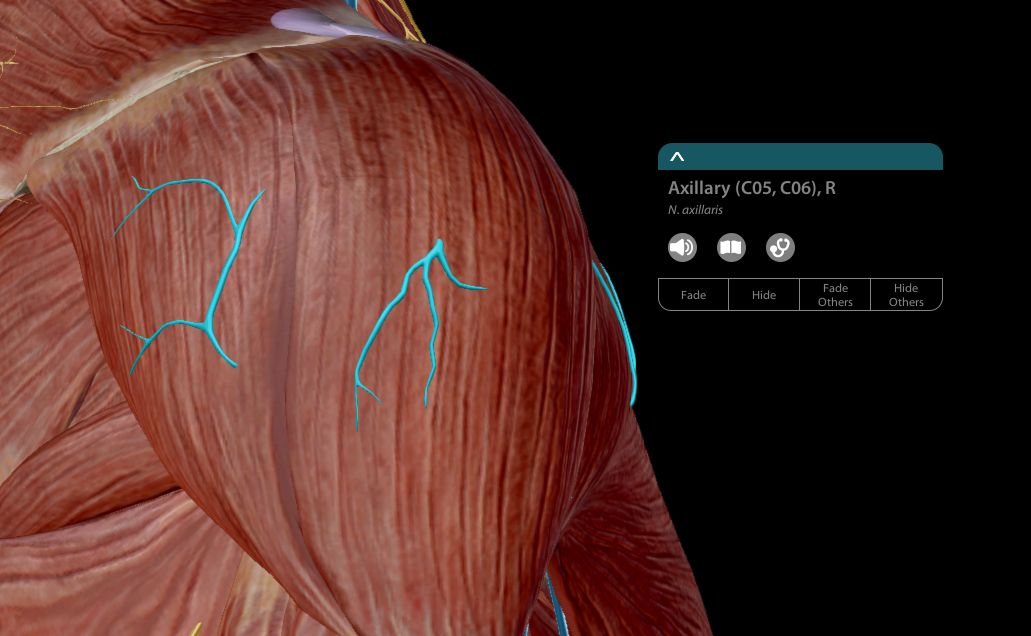 Axillary (C05, C06), R
N. axillaris
Fade
Hide
Fade
Others
Hide
Others